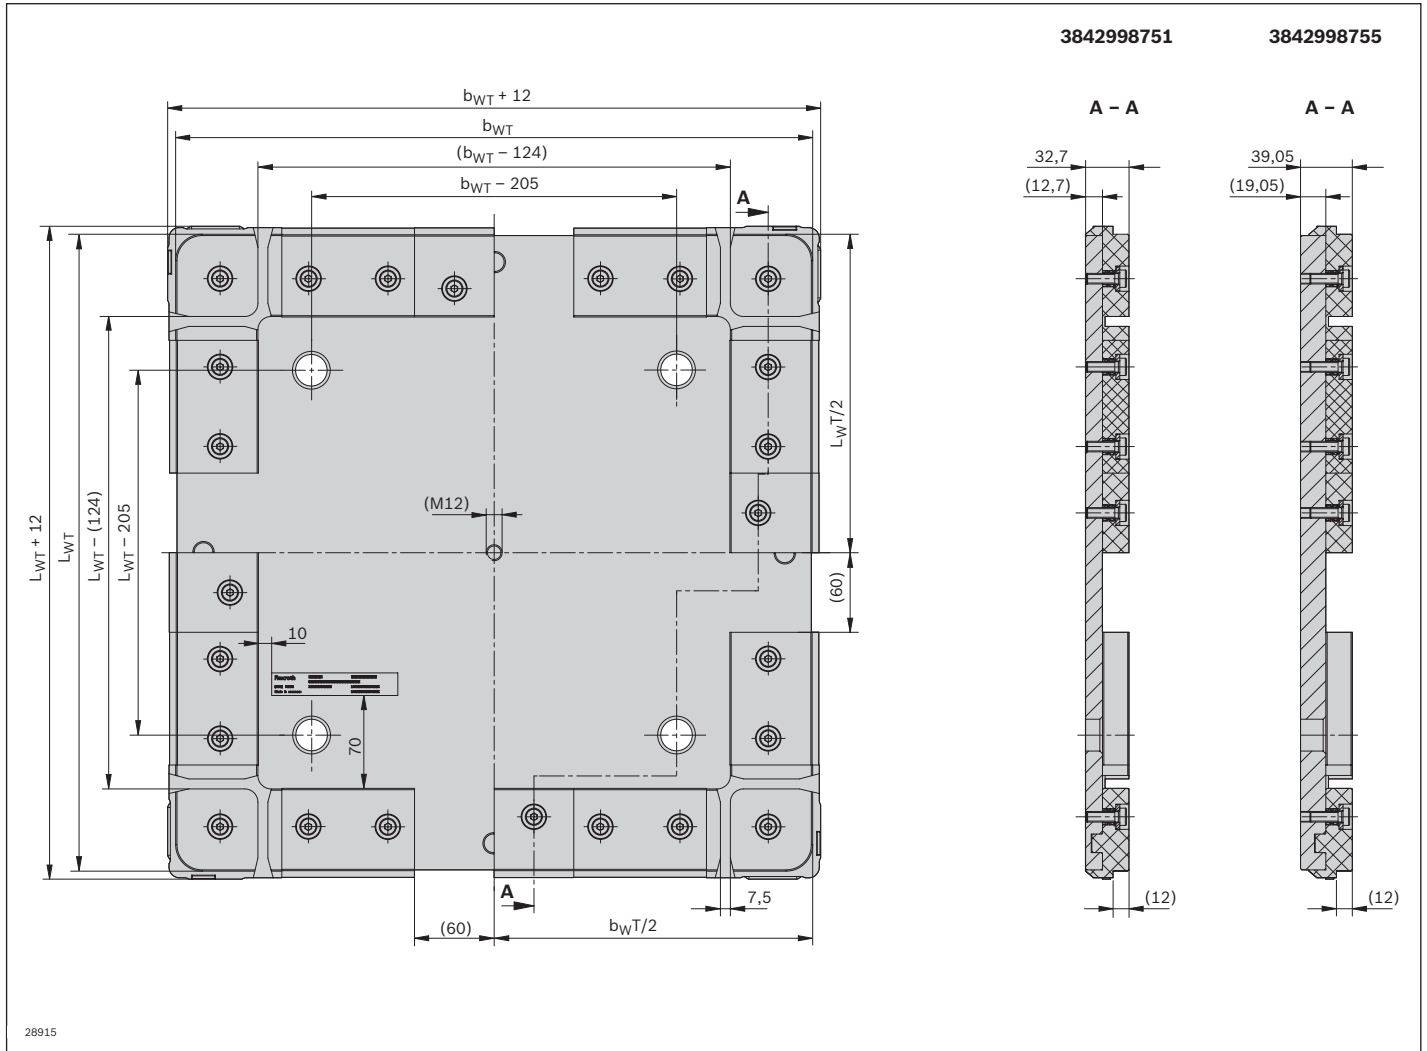 3842998751
3842998755
A – A
A – A
bWT + 12
bWT
(bWT – 124)
bWT – 205
A
32,7
(12,7)
39,05
(19,05)
LWT + 12
LWT
LWT – (124)
LWT – 205
LWT/2
(M12)
(60)
10
Rexroth
70
A
7,5
(60)
bWT/2
(12)
(12)
28915